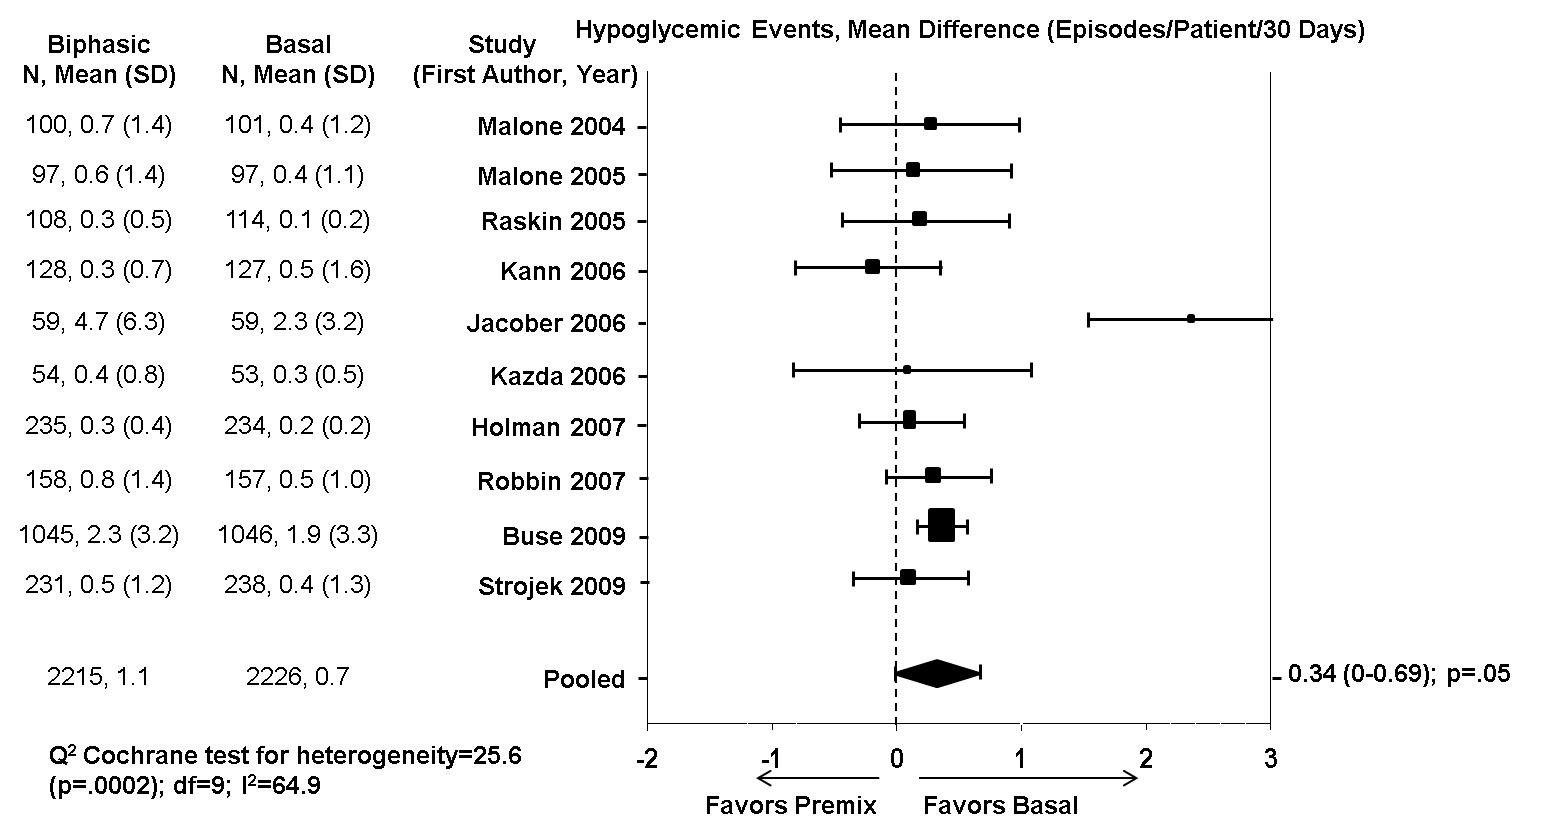 Hypoglycemic Events, Mean Difference (Episodes/Patient/30 Days)
Biphasic Basal Study
N, Mean (SD) N, Mean (SD) (First Author, Year)
100, 0.7 (1.4) 101, 0.4 (1.2) Malone 2004
97, 0.6 (1.4) 97, 0.4 (1.1) Malone 2005
108, 0.3 (0.5) 114, 0.1 (0.2) Raskin 2005
128, 0.3 (0.7) 127, 0.5 (1.6) Kann 2006
59, 4.7 (6.3) 59, 2.3 (3.2) Jacober 2006
54, 0.4 (0.8) 53, 0.3 (0.5) Kazda 2006
235, 0.3 (0.4) 234, 0.2 (0.2) Holman 2007
158, 0.8 (1.4) 157, 0.5 (1.0) Robbin 2007
1045, 2.3 (3.2) 1046, 1.9 (3.3) Buse 2009
231, 0.5 (1.2) 238, 0.4 (1.3) Strojek 2009
2215, 1.1 2226, 0.7 Pooled 0.34 (0-0.69); p=.05
-2 -1 0 1 2 3
Favors Premix Favors Basal
Q² Cochrane test for heterogeneity=25.6
(p=.0002); df=9; I²=64.9